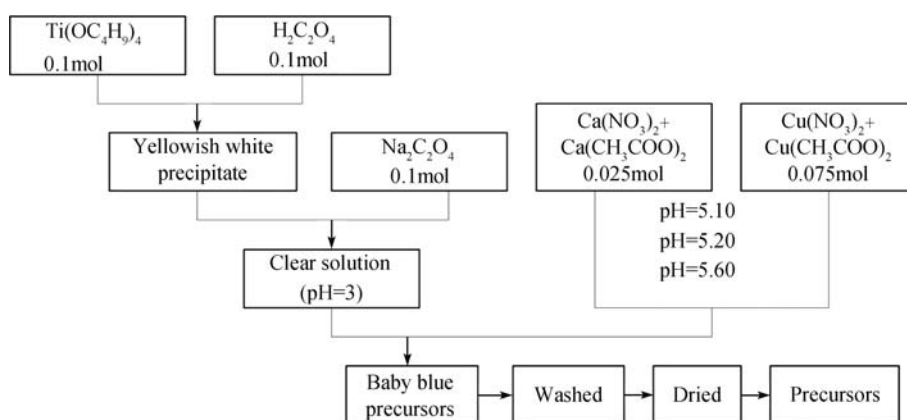 Ti(OC₄H₉)₄
0.1mol
H₂C₂O₄
0.1mol
Yellowish white
precipitate
Na₂C₂O₄
0.1mol
Ca(NO₃)₂+
Ca(CH₃COO)₂
0.025mol
Cu(NO₃)₂+
Cu(CH₃COO)₂
0.075mol
pH=5.10
pH=5.20
pH=5.60
Clear solution
(pH=3)
Baby blue
precursors
Washed
Dried
Precursors